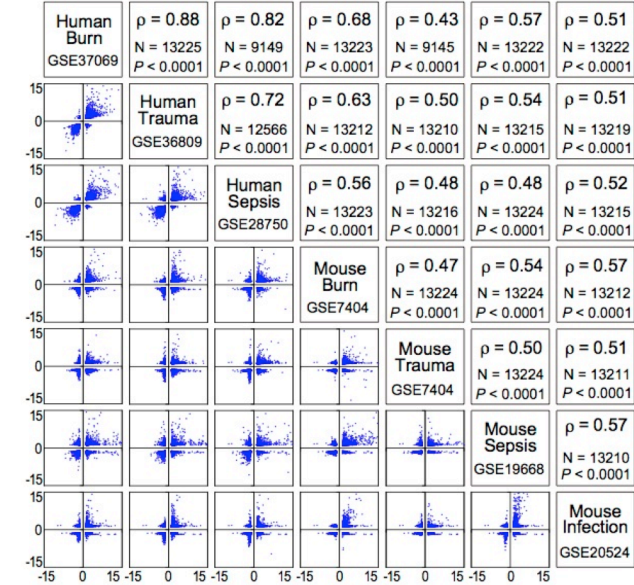 Human
Burn
GSE37069
ρ = 0.88
N = 13225
P < 0.0001
ρ = 0.82
N = 9149
P < 0.0001
ρ = 0.68
N = 13223
P < 0.0001
ρ = 0.43
N = 9145
P < 0.0001
ρ = 0.57
N = 13222
P < 0.0001
ρ = 0.51
N = 13222
P < 0.0001
15
0
-15
Human
Trauma
GSE36809
ρ = 0.72
N = 12566
P < 0.0001
ρ = 0.63
N = 13212
P < 0.0001
ρ = 0.50
N = 13210
P < 0.0001
ρ = 0.54
N = 13215
P < 0.0001
ρ = 0.51
N = 13219
P < 0.0001
15
0
-15
Human
Sepsis
GSE28750
ρ = 0.56
N = 13223
P < 0.0001
ρ = 0.48
N = 13216
P < 0.0001
ρ = 0.48
N = 13224
P < 0.0001
ρ = 0.52
N = 13215
P < 0.0001
15
0
-15
Mouse
Burn
GSE7404
ρ = 0.47
N = 13224
P < 0.0001
ρ = 0.54
N = 13224
P < 0.0001
ρ = 0.57
N = 13212
P < 0.0001
15
0
-15
Mouse
Trauma
GSE7404
ρ = 0.50
N = 13224
P < 0.0001
ρ = 0.51
N = 13211
P < 0.0001
15
0
-15
Mouse
Sepsis
GSE19668
ρ = 0.57
N = 13210
P < 0.0001
15
0
-15
Mouse
Infection
GSE20524
-15 0 15 -15 0 15 -15 0 15 -15 0 15 -15 0 15 -15 0 15